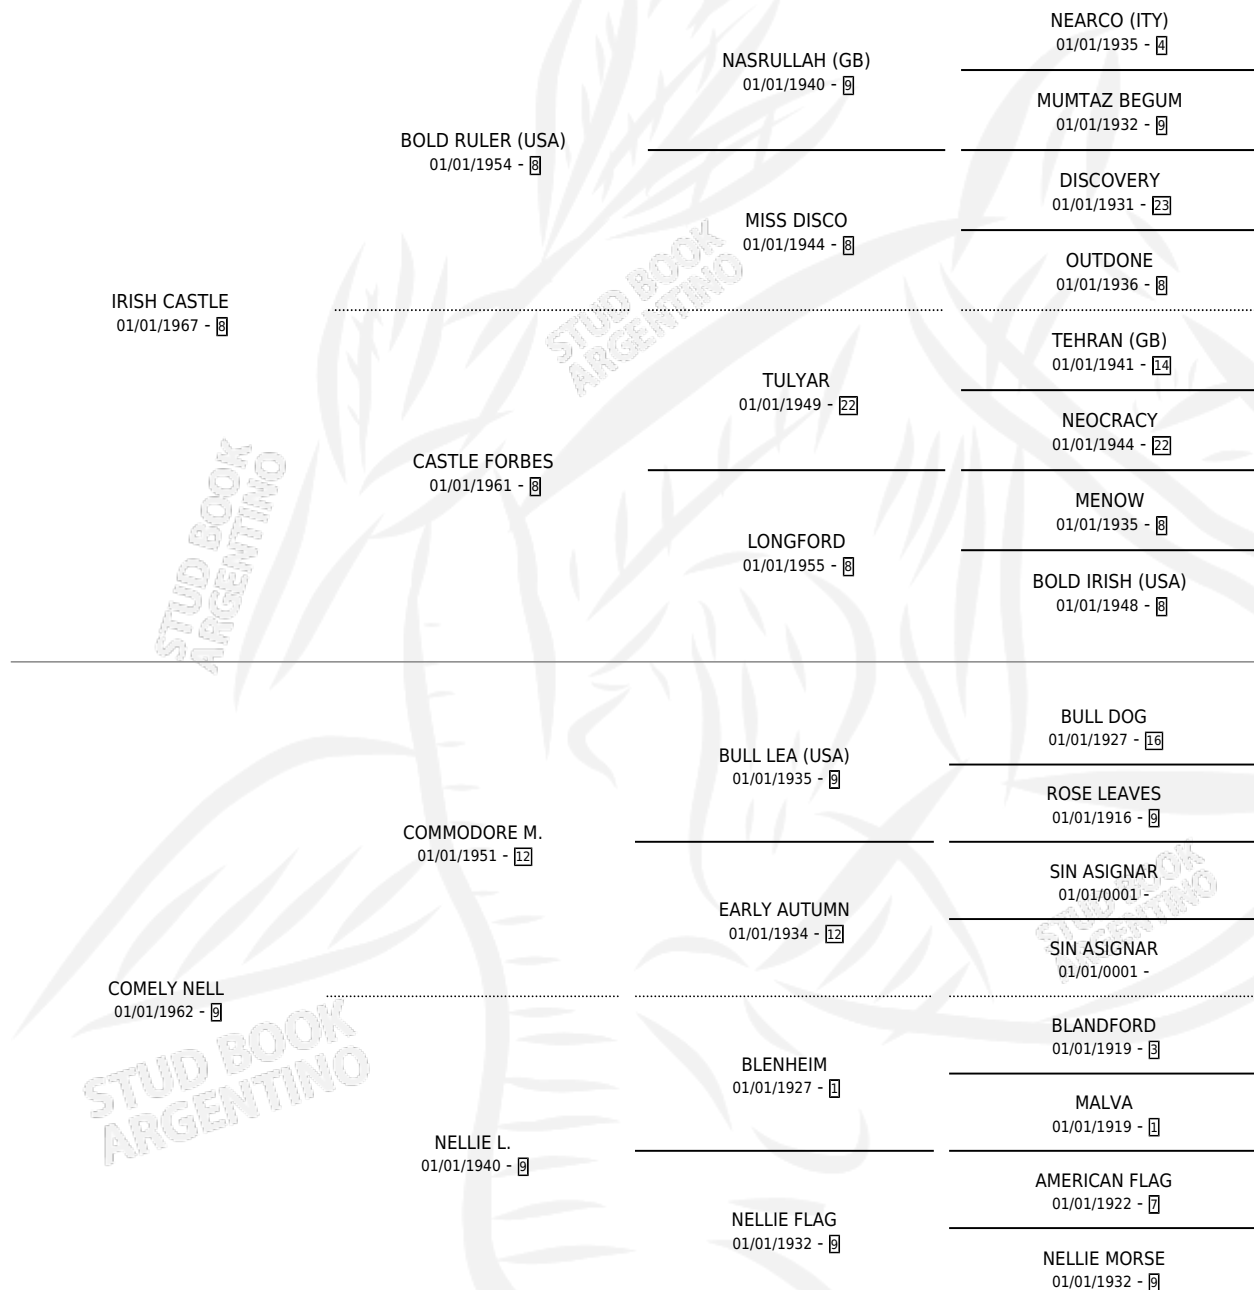 NEARCO (ITY)
01/01/1935 - 4
NASRULLAH (GB)
01/01/1940 - 9
MUMTAZ BEGUM
01/01/1932 - 9
BOLD RULER (USA)
01/01/1954 - 8
DISCOVERY
01/01/1931 - 23
MISS DISCO
01/01/1944 - 8
OUTDONE
01/01/1936 - 8
IRISH CASTLE
01/01/1967 - 8
TEHRAN (GB)
01/01/1941 - 14
TULYAR
01/01/1949 - 22
NEOCRACY
01/01/1944 - 22
CASTLE FORBES
01/01/1961 - 8
MENOW
01/01/1935 - 8
LONGFORD
01/01/1955 - 8
BOLD IRISH (USA)
01/01/1948 - 8
BULL DOG
01/01/1927 - 16
BULL LEA (USA)
01/01/1935 - 9
ROSE LEAVES
01/01/1916 - 9
COMMODORE M.
01/01/1951 - 12
SIN ASIGNAR
01/01/0001 -
EARLY AUTUMN
01/01/1934 - 12
SIN ASIGNAR
01/01/0001 -
COMELY NELL
01/01/1962 - 9
BLANDFORD
01/01/1919 - 3
BLENHEIM
01/01/1927 - 1
MALVA
01/01/1919 - 1
NELLIE L.
01/01/1940 - 9
AMERICAN FLAG
01/01/1922 - 7
NELLIE FLAG
01/01/1932 - 9
NELLIE MORSE
01/01/1932 - 9
STUD BOOK
ARGENTINO
STUD BOOK
ARGENTINO
STUD BOOK
ARGENTINO
STUD BOOK
ARGENTINO